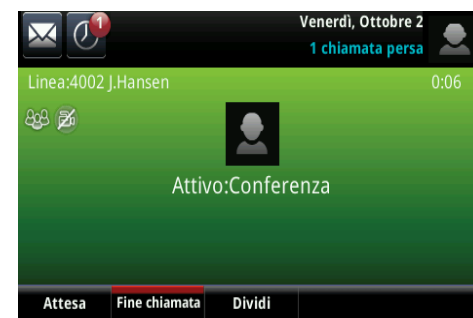 1
Venerdì, Ottobre 2
1 chiamata persa
Linea:4002 J.Hansen 0:06
Attivo:Conferenza
Attesa Fine chiamata Dividi